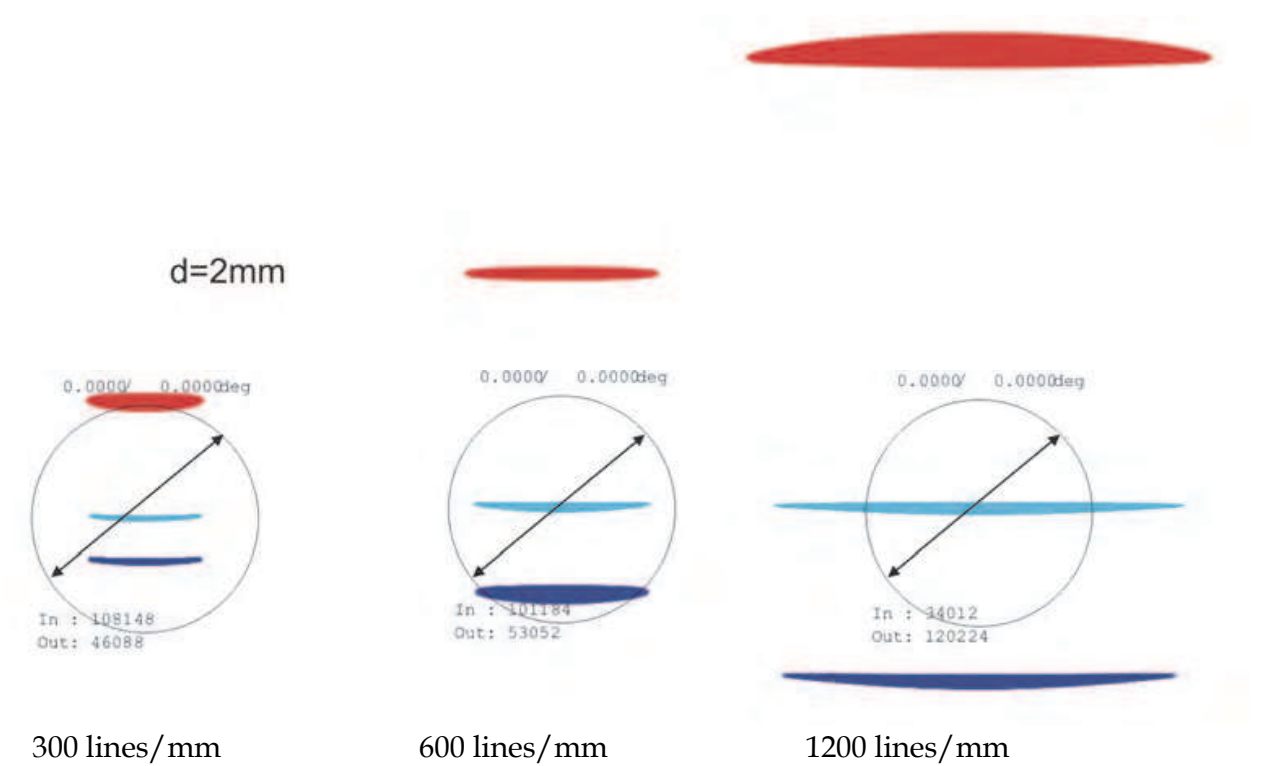 d=2mm
0.0000/ 0.0000deg
0.0000/ 0.0000deg
0.0000/ 0.0000deg
In : 108148
Out: 46088
In : 101184
Out: 53052
In : 34012
Out: 120224
300 lines/mm
600 lines/mm
1200 lines/mm